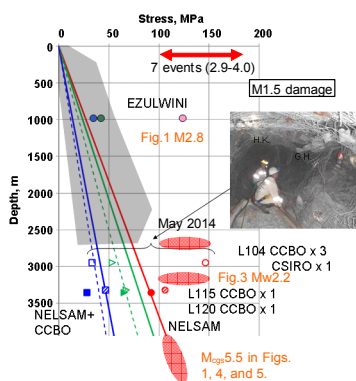 Stress, MPa
0 50 100 150 200
7 events (2.9-4.0)
M1.5 damage
EZULWINI
Fig.1 M2.8
H.K.
G.H.
Depth, m
0
500
1000
1500
2000
2500
3000
3500
May 2014
L104 CCBO x 3
CSIRO x 1
Fig.3 Mw2.2
L115 CCBO x 1
L120 CCBO x 1
NELSAM+
CCBO
NELSAM
Mcgs5.5 in Figs.
1, 4, and 5.